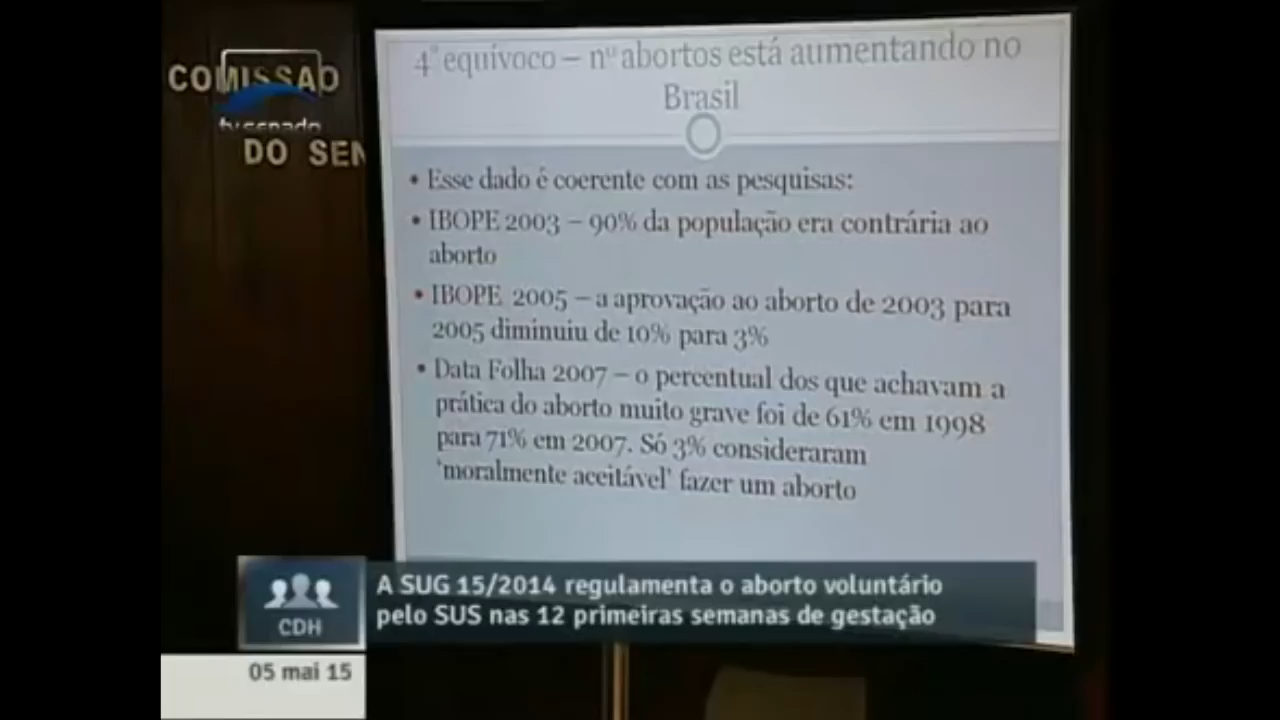 COMISSAO
tv senado
DO SEN
4º equívoco – nº abortos está aumentando no
Brasil
• Esse dado é coerente com as pesquisas:
• IBOPE 2003 – 90% da população era contrária ao
aborto
• IBOPE 2005 – a aprovação ao aborto de 2003 para
2005 diminuiu de 10% para 3%
• Data Folha 2007 – o percentual dos que achavam a
prática do aborto muito grave foi de 61% em 1998
para 71% em 2007. Só 3% consideraram
'moralmente aceitável' fazer um aborto
A SUG 15/2014 regulamenta o aborto voluntário
pelo SUS nas 12 primeiras semanas de gestação
CDH
05 mai 15